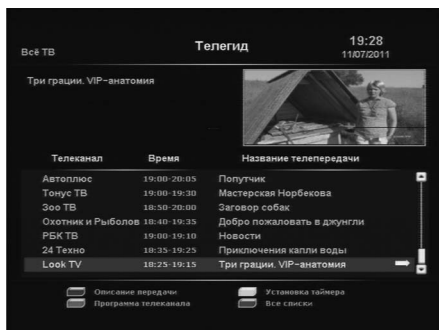 Всё ТВ
Телегид
19:28
11/07/2011
Три грации. VIP-анатомия
Телеканал Время Название телепередачи
Автоплюс 19:00-20:05 Попутчик
Тонус ТВ 19:00-19:30 Мастерская Норбекова
Зоо ТВ 18:50-20:00 Заговор собак
Охотник и Рыболов 18:40-19:35 Добро пожаловать в джунгли
РБК ТВ 19:00-19:10 Новости
24 Техно 18:35-19:25 Приключения капли воды
Look TV 18:25-19:15 Три грации. VIP-анатомия
Описание передачи Установка таймера
Программа телеканала Все списки